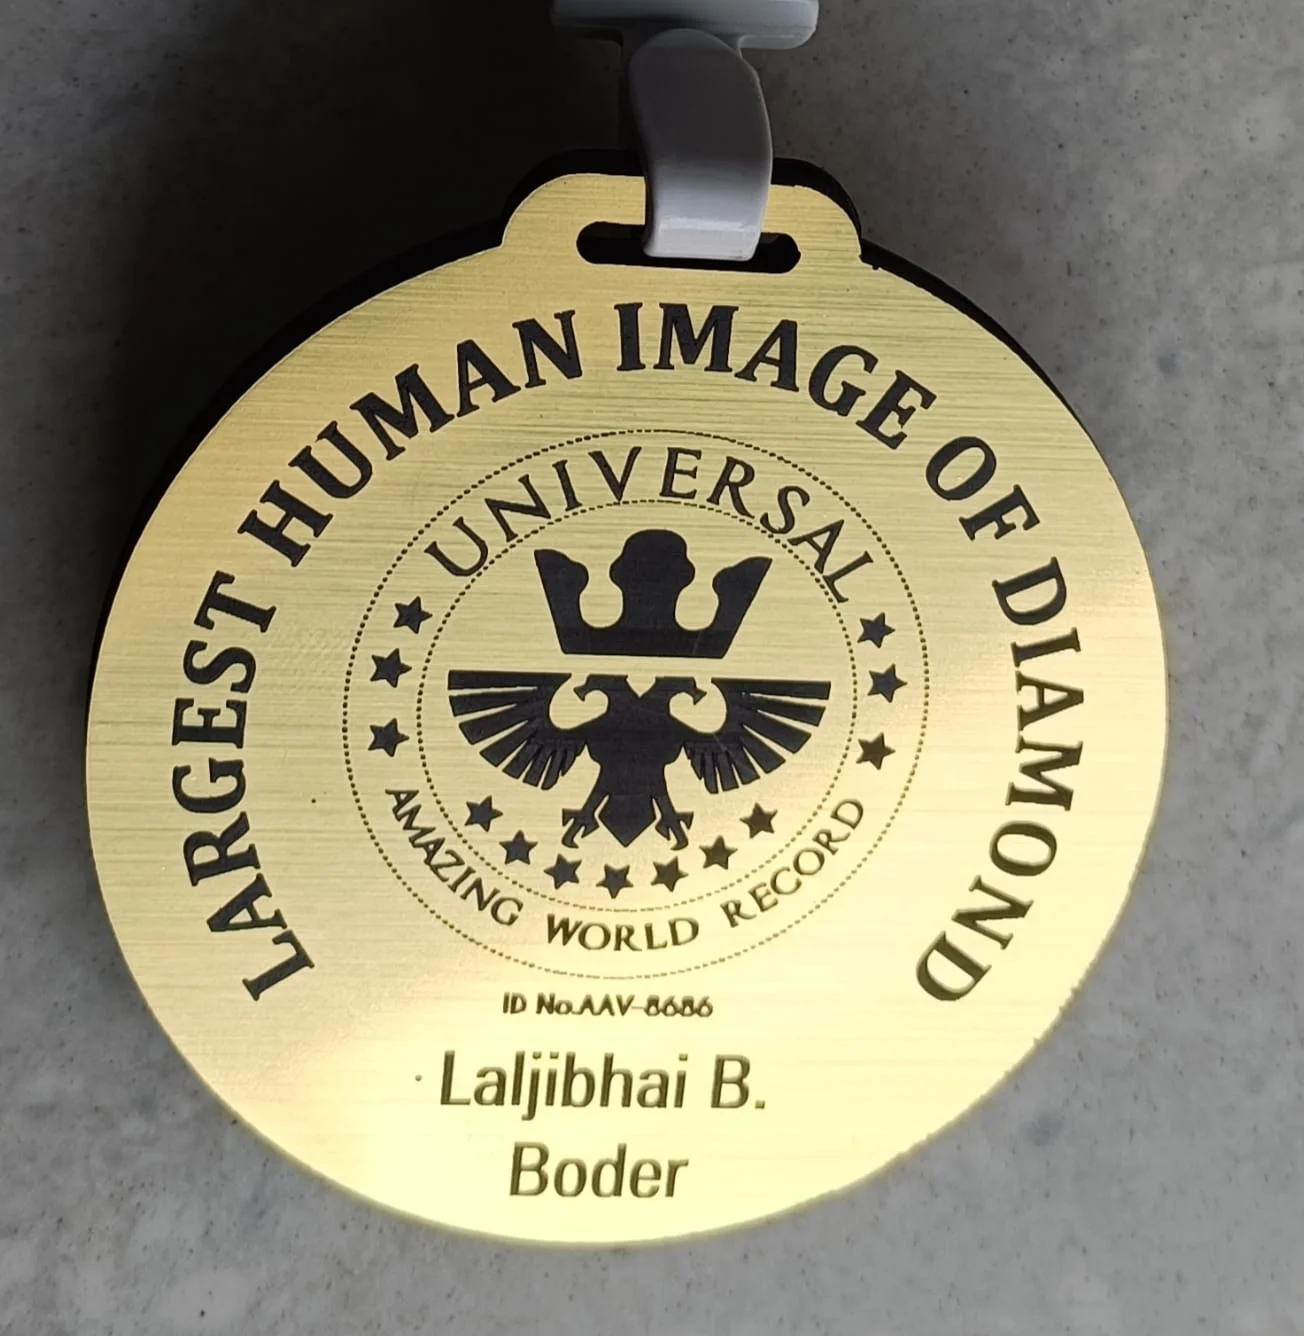 LARGEST HUMAN IMAGE OF DIAMOND
UNIVERSAL
AMAZING WORLD RECORD
ID No.AAV-8686
Laljibhai B.
Boder